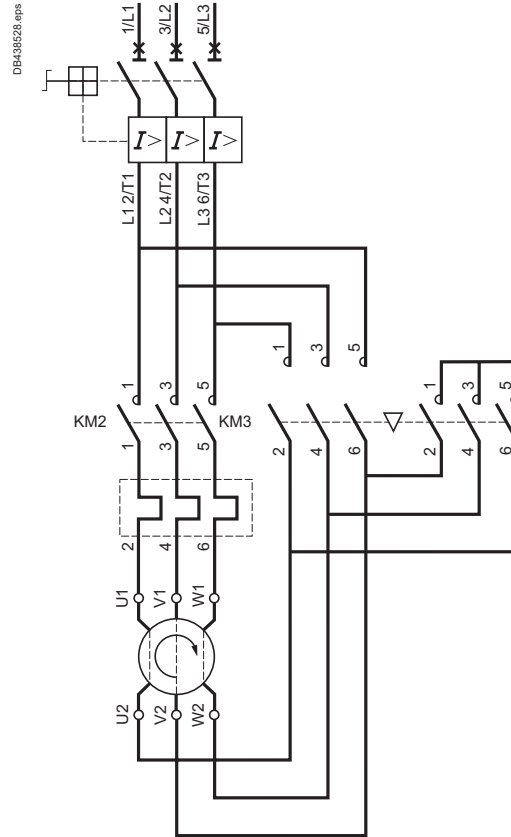 DB438528.eps
1/L1 3/L2 5/L3
I> I> I>
L1 2/T1 L2 4/T2 L3 6/T3
1 3 5
1 3 5
1 3 5
KM2 KM3
1 3 5
2 4 6
2 4 6
2 4 6
U1 V1 W1
U2 V2 W2